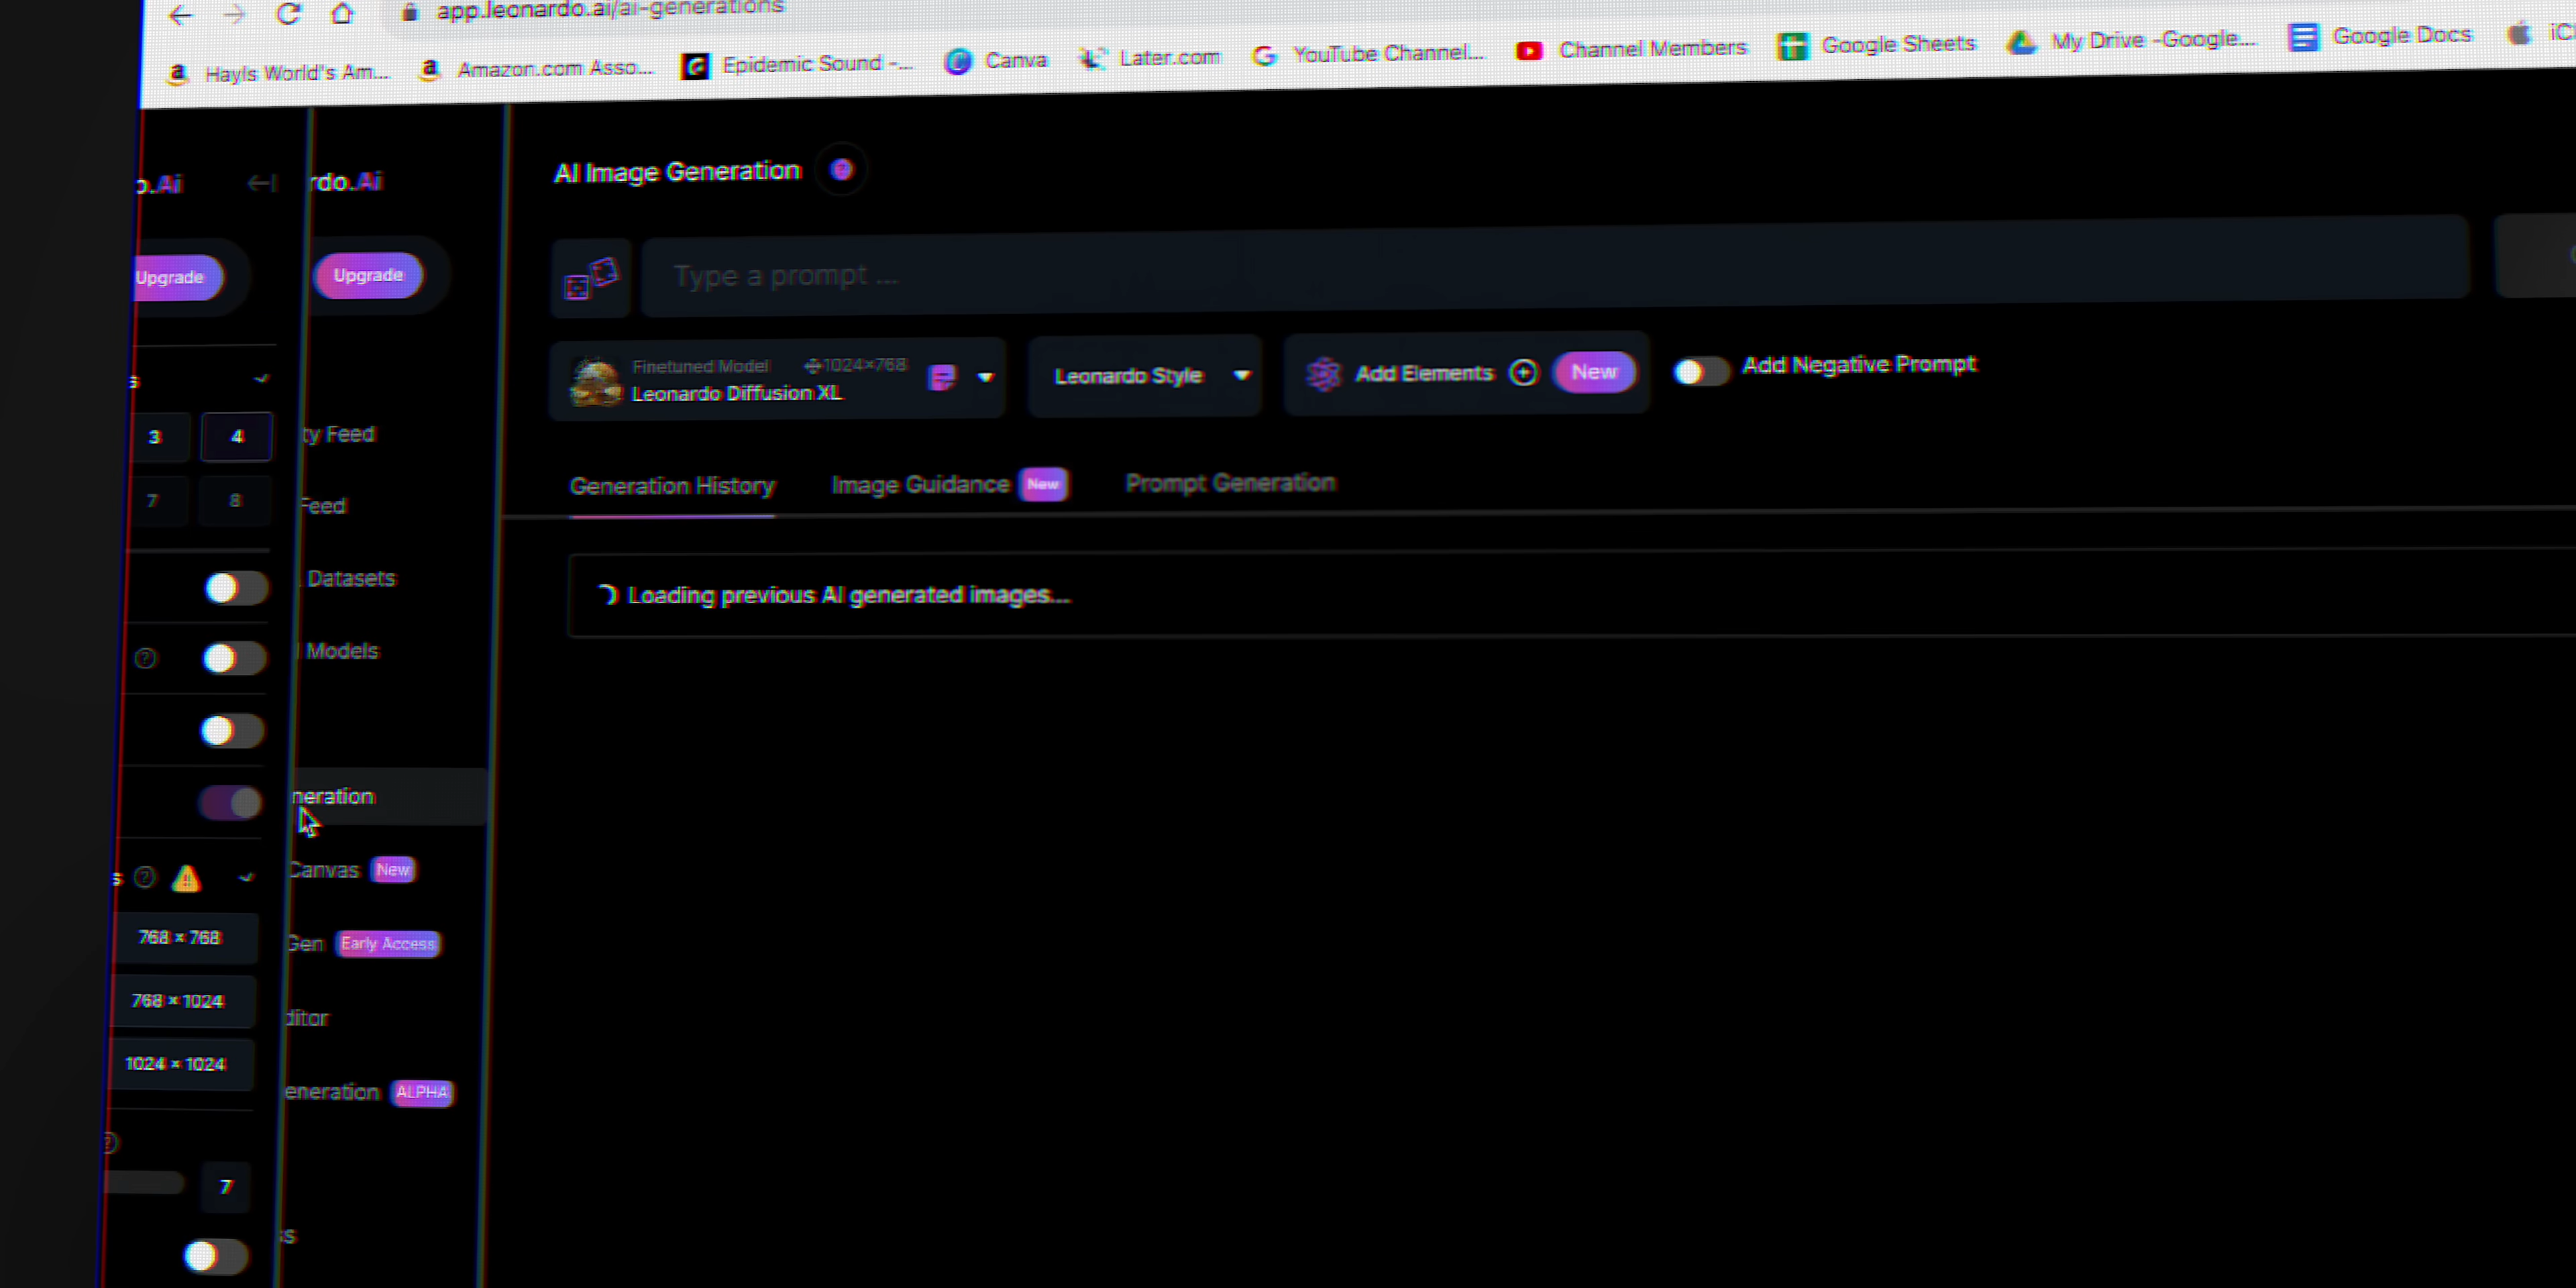 app.leonardo.ai/ai-generations
Hayls World's Am... Amazon.com Asso... Epidemic Sound -... Canva Later.com YouTube Channel... Channel Members Google Sheets My Drive -Google... Google Docs iCl
AI Image Generation
o.Ai rdo.Ai
Upgrade Upgrade
Type a prompt ...
Finetuned Model 1024×768
Leonardo Diffusion XL
Leonardo Style Add Elements New Add Negative Prompt
s
3 4 ty Feed
Generation History Image Guidance New Prompt Generation
7 8 Feed
Datasets
Loading previous AI generated images...
Models
neration
s Canvas New
768 × 768 Gen Early Access
768 × 1024 ditor
1024 × 1024 eneration ALPHA
7
ss